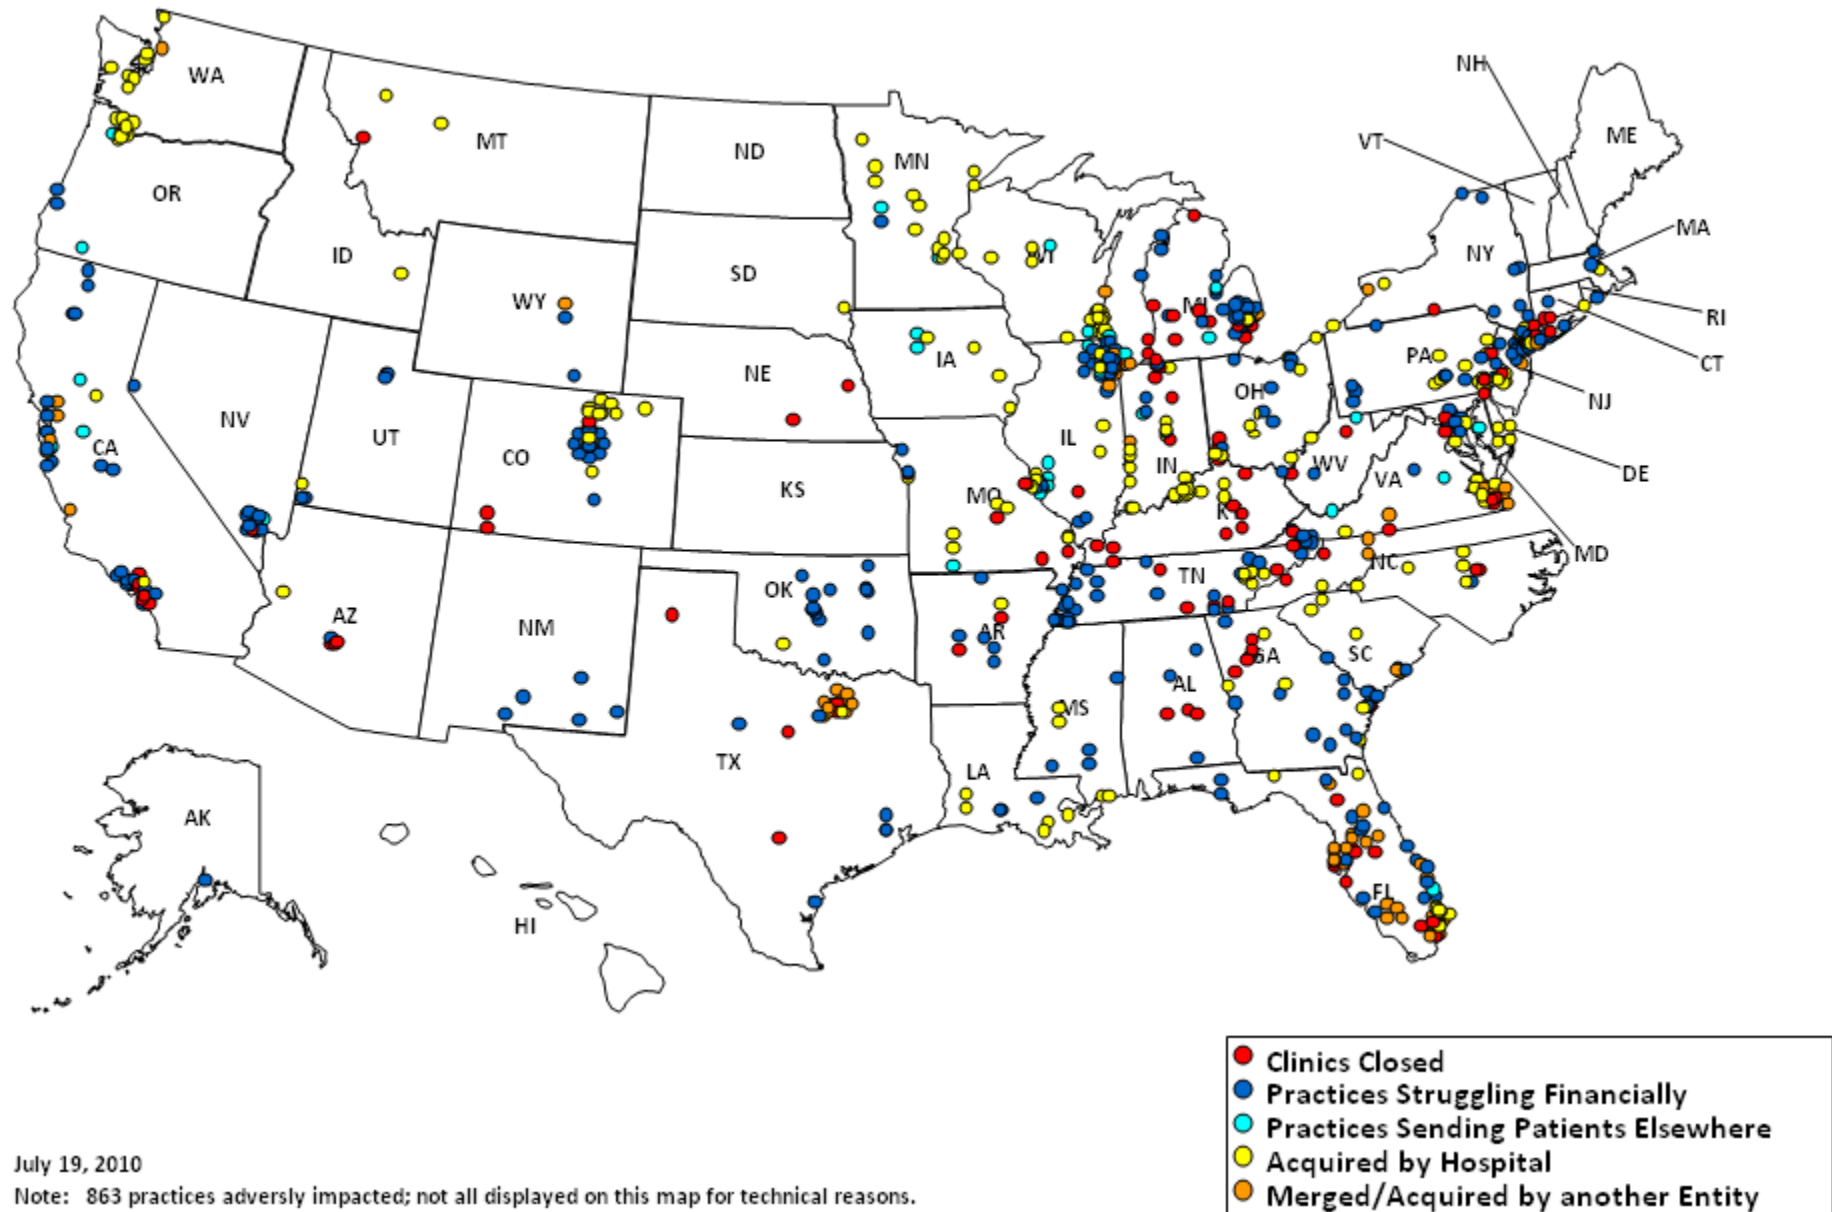 NH
WA
VT
ME
MT
ND
MN
OR
MA
NY
ID
SD
WI
WY
MI
RI
PA
IA
CT
NE
OH
NJ
NV
UT
CA
IL
CO
IN
WV
DE
VA
KS
MO
K
MD
NC
TN
OK
AZ
NM
AR
SC
GA
AL
MS
TX
LA
AK
FL
HI
Clinics Closed
Practices Struggling Financially
Practices Sending Patients Elsewhere
Acquired by Hospital
Merged/Acquired by another Entity
July 19, 2010
Note: 863 practices adversly impacted; not all displayed on this map for technical reasons.